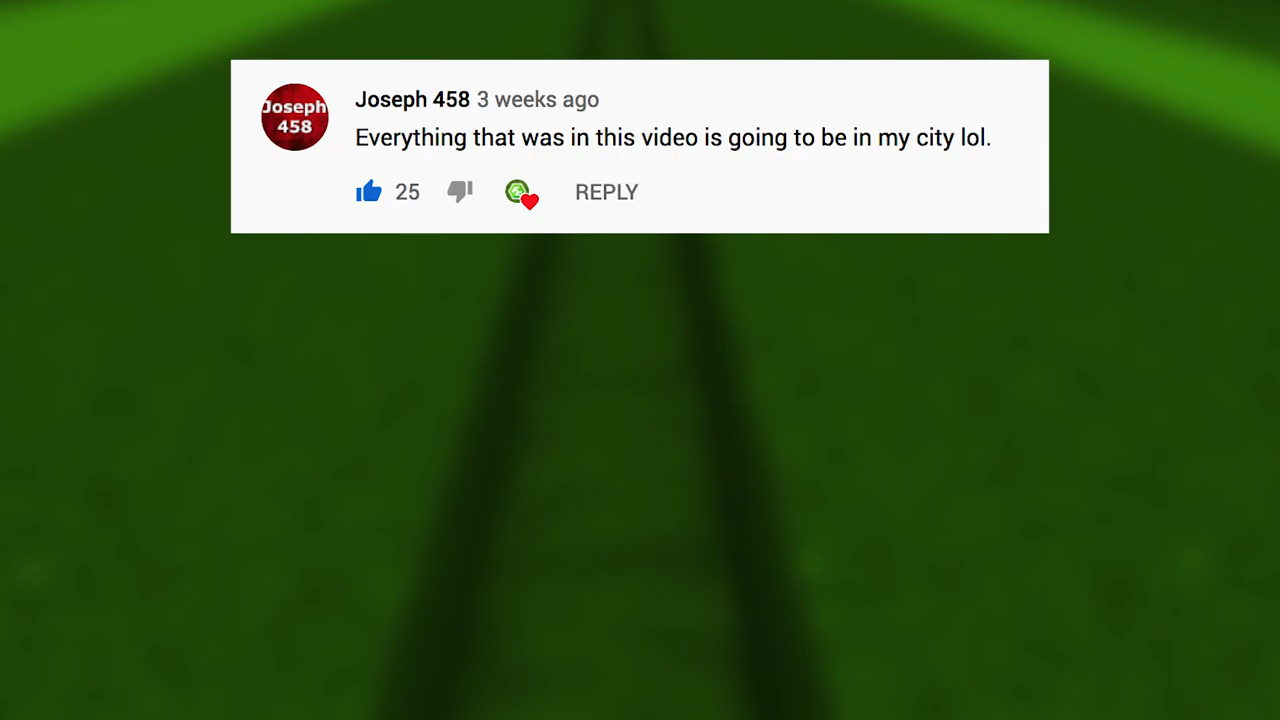 Joseph
458
Joseph 458 3 weeks ago
Everything that was in this video is going to be in my city lol.
25 REPLY